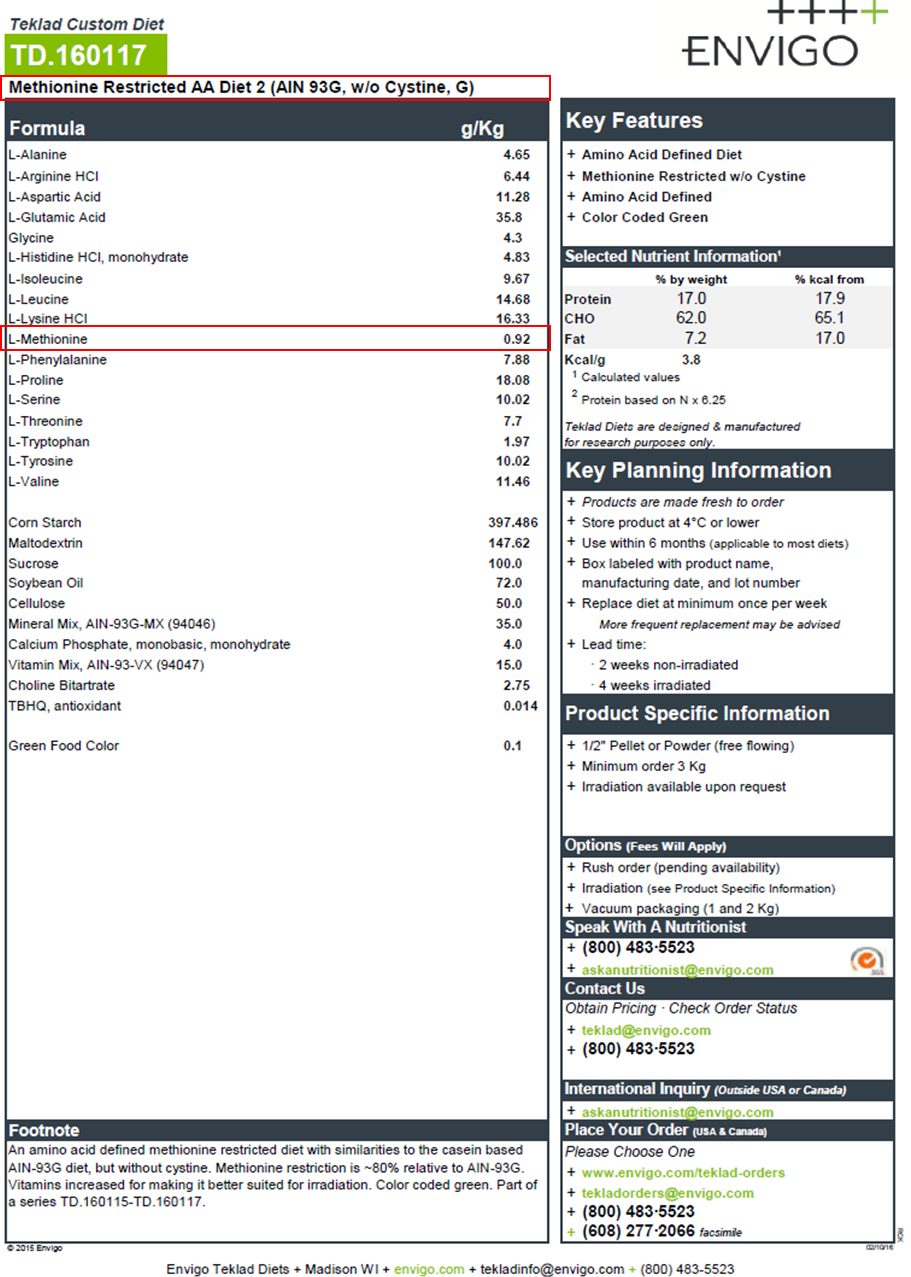 Teklad Custom Diet
TD.160117
ENVIGO
Methionine Restricted AA Diet 2 (AIN 93G, w/o Cystine, G)
Formula g/Kg
L-Alanine 4.65
L-Arginine HCl 6.44
L-Aspartic Acid 11.28
L-Glutamic Acid 35.8
Glycine 4.3
L-Histidine HCl, monohydrate 4.83
L-Isoleucine 9.67
L-Leucine 14.68
L-Lysine HCl 16.33
L-Methionine 0.92
L-Phenylalanine 7.88
L-Proline 18.08
L-Serine 10.02
L-Threonine 7.7
L-Tryptophan 1.97
L-Tyrosine 10.02
L-Valine 11.46
Corn Starch 397.486
Maltodextrin 147.62
Sucrose 100.0
Soybean Oil 72.0
Cellulose 50.0
Mineral Mix, AIN-93G-MX (94046) 35.0
Calcium Phosphate, monobasic, monohydrate 4.0
Vitamin Mix, AIN-93-VX (94047) 15.0
Choline Bitartrate 2.75
TBHQ, antioxidant 0.014
Green Food Color 0.1
Footnote
An amino acid defined methionine restricted diet with similarities to the casein based
AIN-93G diet, but without cystine. Methionine restriction is ~80% relative to AIN-93G.
Vitamins increased for making it better suited for irradiation. Color coded green. Part of
a series TD.160115-TD.160117.
Key Features
+ Amino Acid Defined Diet
+ Methionine Restricted w/o Cystine
+ Amino Acid Defined
+ Color Coded Green
Selected Nutrient Information¹
% by weight % kcal from
Protein 17.0 17.9
CHO 62.0 65.1
Fat 7.2 17.0
Kcal/g 3.8
1 Calculated values
2 Protein based on N x 6.25
Teklad Diets are designed & manufactured
for research purposes only.
Key Planning Information
+ Products are made fresh to order
+ Store product at 4°C or lower
+ Use within 6 months (applicable to most diets)
+ Box labeled with product name,
manufacturing date, and lot number
+ Replace diet at minimum once per week
More frequent replacement may be advised
+ Lead time:
· 2 weeks non-irradiated
· 4 weeks irradiated
Product Specific Information
+ 1/2" Pellet or Powder (free flowing)
+ Minimum order 3 Kg
+ Irradiation available upon request
Options (Fees Will Apply)
+ Rush order (pending availability)
+ Irradiation (see Product Specific Information)
+ Vacuum packaging (1 and 2 Kg)
Speak With A Nutritionist
+ (800) 483·5523
+ askanutritionist@envigo.com
Contact Us
Obtain Pricing · Check Order Status
+ teklad@envigo.com
+ (800) 483·5523
International Inquiry (Outside USA or Canada)
+ askanutritionist@envigo.com
Place Your Order (USA & Canada)
Please Choose One
+ www.envigo.com/teklad-orders
+ tekladorders@envigo.com
+ (800) 483·5523
+ (608) 277·2066 facsimile
© 2015 Envigo
02/10/16
Envigo Teklad Diets + Madison WI + envigo.com + tekladinfo@envigo.com + (800) 483-5523